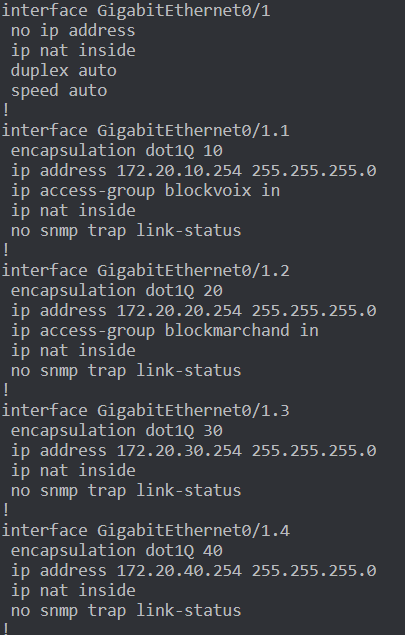 interface GigabitEthernet0/1
 no ip address
 ip nat inside
 duplex auto
 speed auto
!
interface GigabitEthernet0/1.1
 encapsulation dot1Q 10
 ip address 172.20.10.254 255.255.255.0
 ip access-group blockvoix in
 ip nat inside
 no snmp trap link-status
!
interface GigabitEthernet0/1.2
 encapsulation dot1Q 20
 ip address 172.20.20.254 255.255.255.0
 ip access-group blockmarchand in
 ip nat inside
 no snmp trap link-status
!
interface GigabitEthernet0/1.3
 encapsulation dot1Q 30
 ip address 172.20.30.254 255.255.255.0
 ip nat inside
 no snmp trap link-status
!
interface GigabitEthernet0/1.4
 encapsulation dot1Q 40
 ip address 172.20.40.254 255.255.255.0
 ip nat inside
 no snmp trap link-status
!